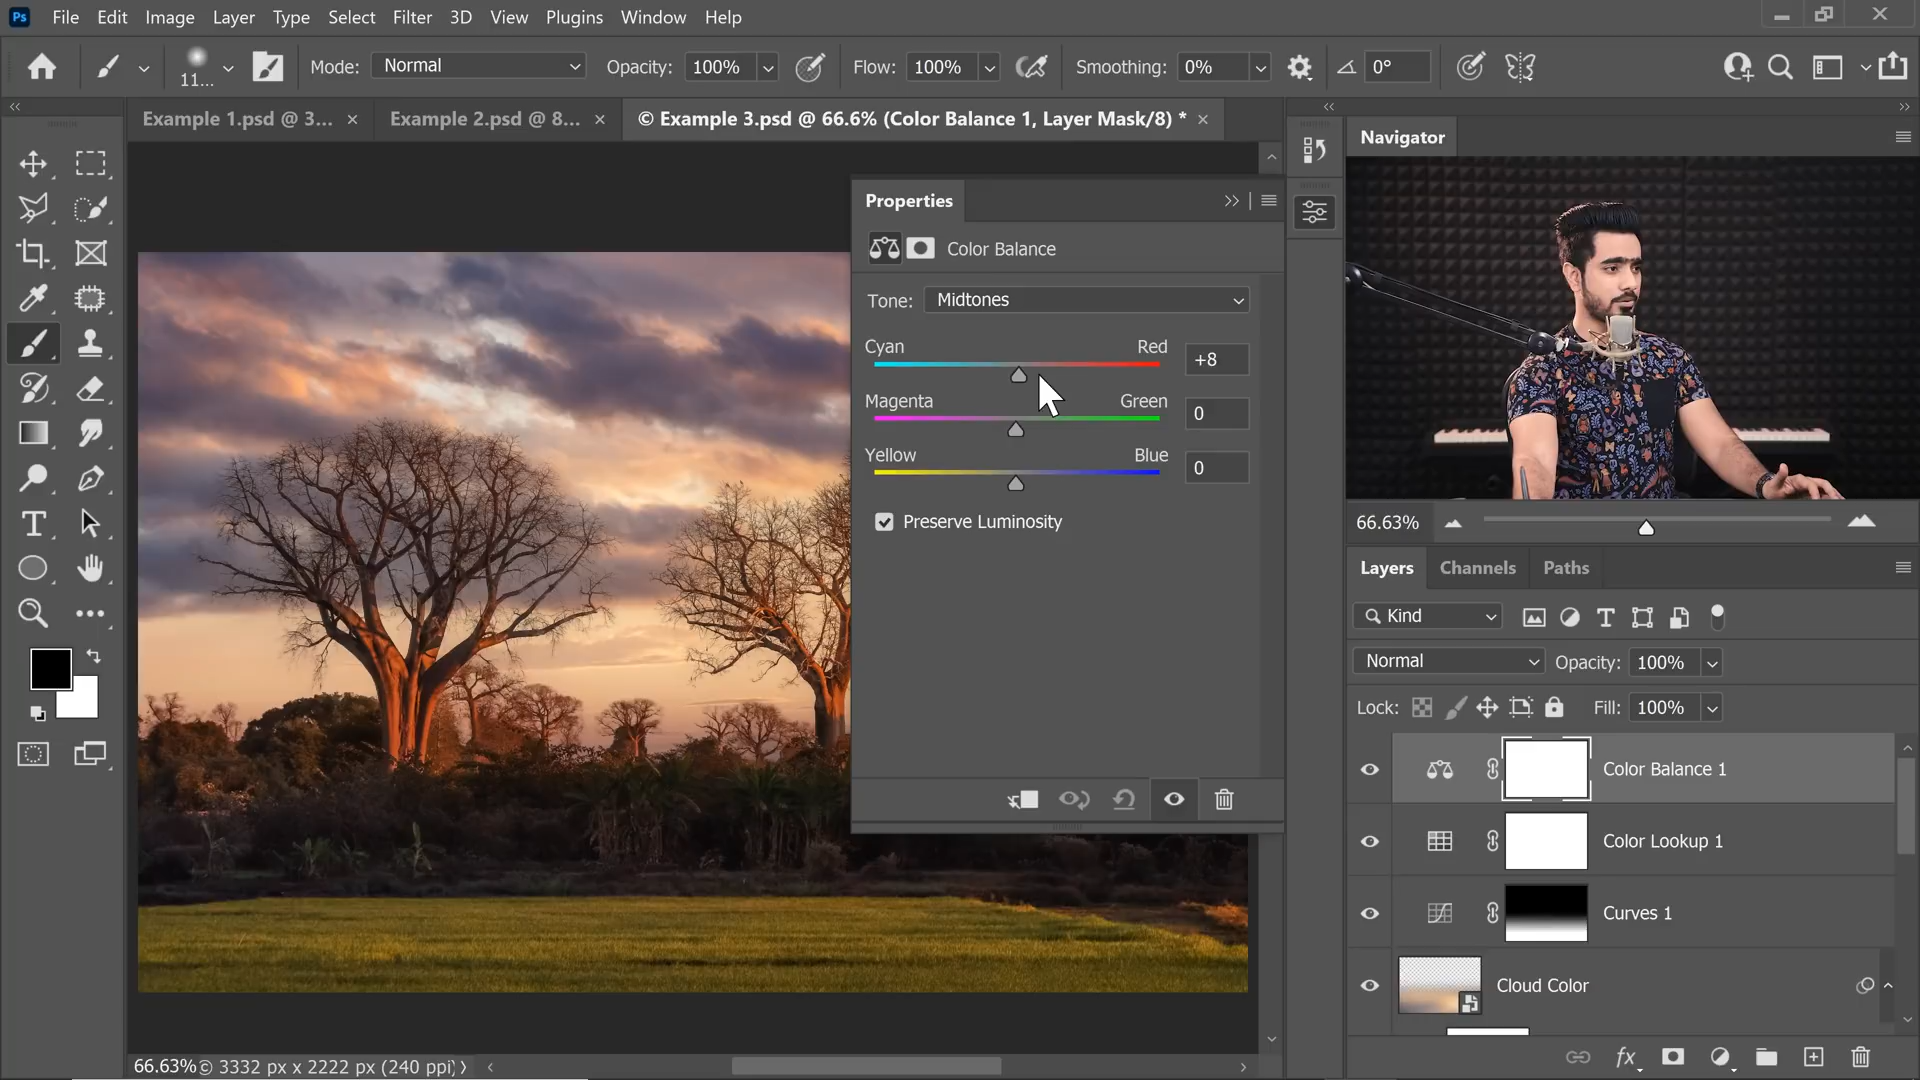 Ps File Edit Image Layer Type Select Filter 3D View Plugins Window Help
11... Mode: Normal Opacity: 100% Flow: 100% Smoothing: 0% 0°
Example 1.psd @ 3... × Example 2.psd @ 8... × © Example 3.psd @ 66.6% (Color Balance 1, Layer Mask/8) * ×
Navigator
Properties
Color Balance
Tone: Midtones
Cyan Red +8
Magenta Green 0
Yellow Blue 0
Preserve Luminosity
66.63%
Layers Channels Paths
Kind
Normal Opacity: 100%
Lock: Fill: 100%
Color Balance 1
Color Lookup 1
Curves 1
Cloud Color
fx
66.63% © 3332 px x 2222 px (240 ppi)